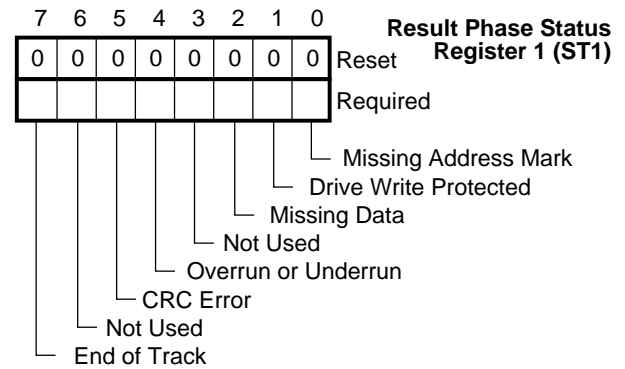 7 6 5 4 3 2 1 0
Result Phase Status
Register 1 (ST1)
0 0 0 0 0 0 0 0 Reset
Required
Missing Address Mark
Drive Write Protected
Missing Data
Not Used
Overrun or Underrun
CRC Error
Not Used
End of Track